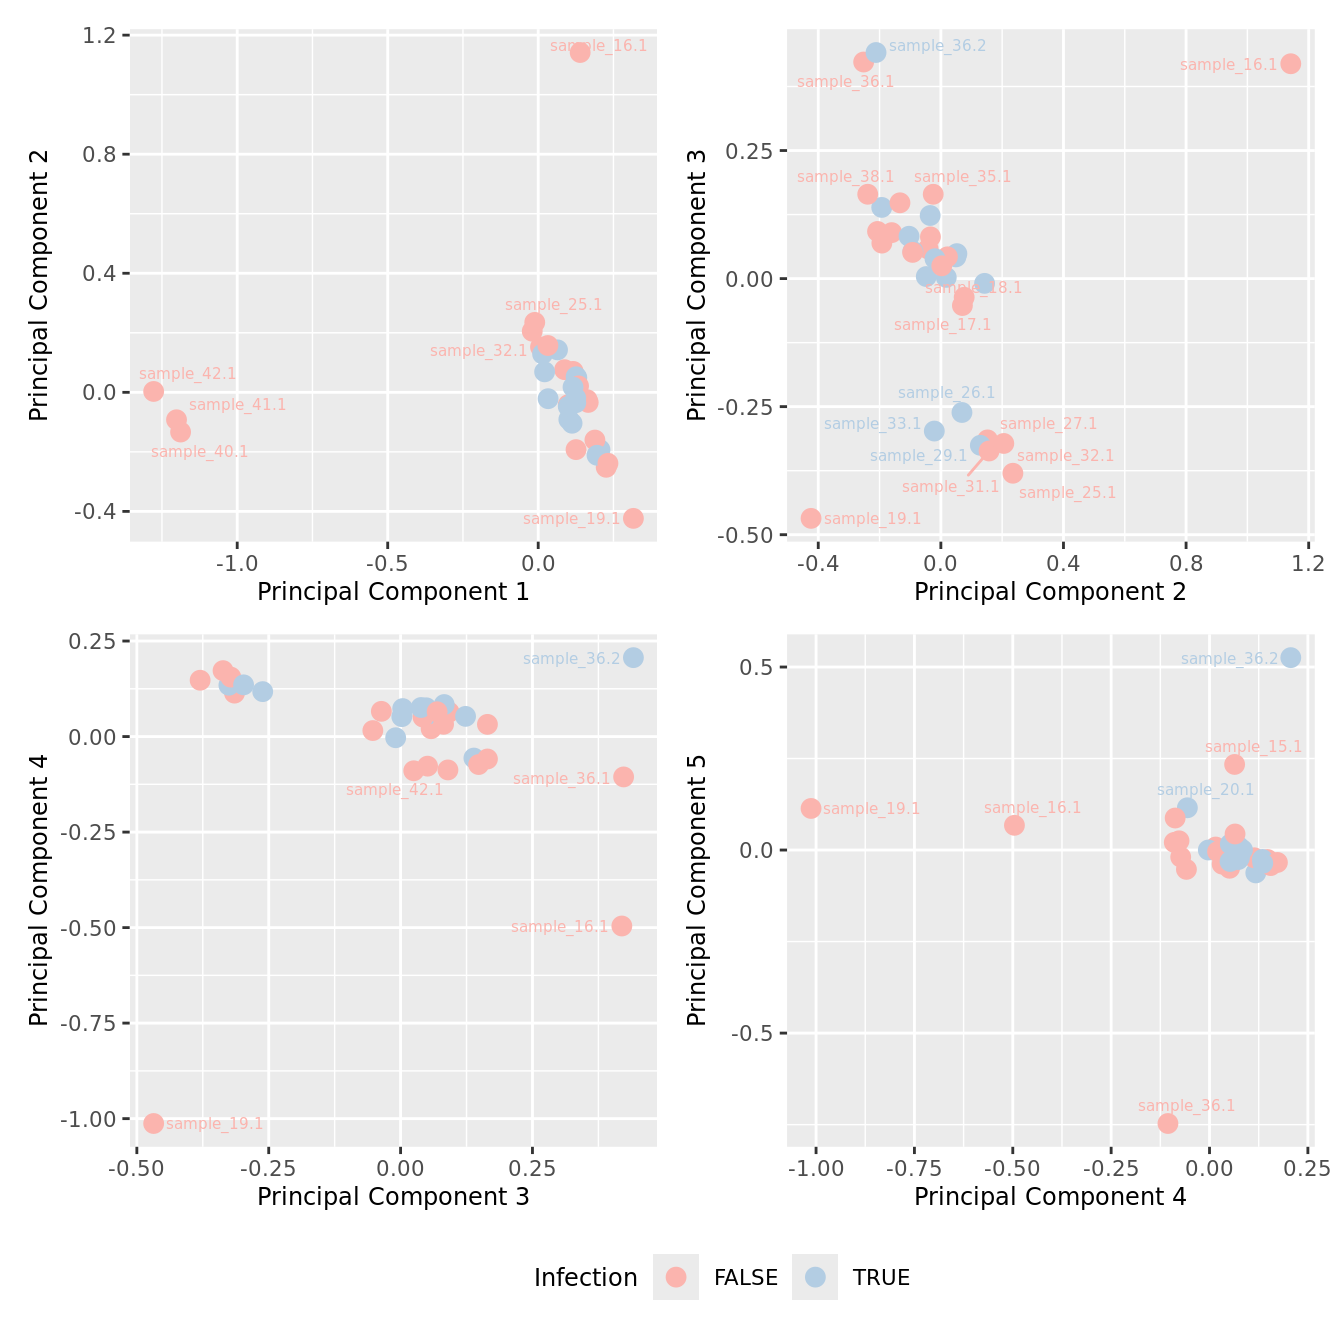 1.2
0.8
0.4
0.0
-0.4
Principal Component 2
sample_16.1
sample_25.1
sample_32.1
sample_42.1
sample_41.1
sample_40.1
sample_19.1
-1.0 -0.5 0.0
Principal Component 1
0.25
0.00
-0.25
-0.50
Principal Component 3
sample_36.2
sample_16.1
sample_36.1
sample_38.1 sample_35.1
sample_18.1
sample_17.1
sample_26.1
sample_33.1 sample_27.1
sample_29.1 sample_32.1
sample_31.1
sample_25.1
sample_19.1
-0.4 0.0 0.4 0.8 1.2
Principal Component 2
0.25
0.00
-0.25
-0.50
-0.75
-1.00
Principal Component 4
sample_36.2
sample_36.1
sample_42.1
sample_16.1
sample_19.1
-0.50 -0.25 0.00 0.25
Principal Component 3
0.5
0.0
-0.5
Principal Component 5
sample_36.2
sample_15.1
sample_20.1
sample_19.1 sample_16.1
sample_36.1
-1.00 -0.75 -0.50 -0.25 0.00 0.25
Principal Component 4
Infection FALSE TRUE